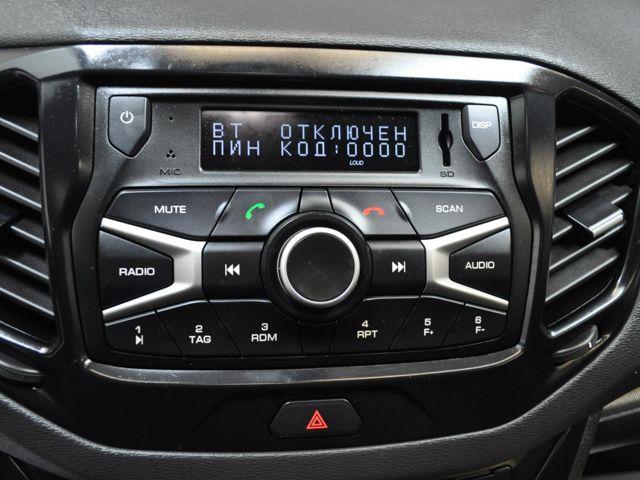 ВТ ОТКЛЮЧЕН
DISP
ПИН КОД:0000
LOUD
MIC
SD
MUTE
SCAN
RADIO
AUDIO
1 2 3 4 5 6
TAG RDM RPT F+ F-